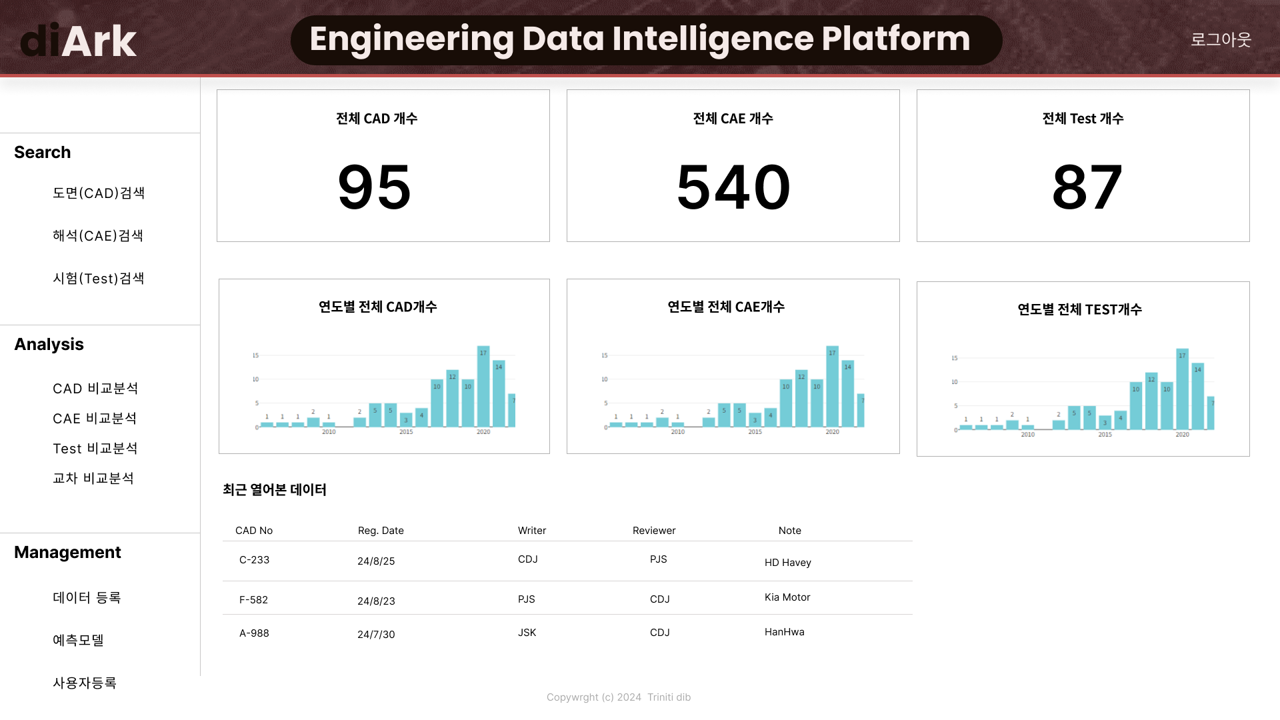 diArk
Engineering Data Intelligence Platform
로그아웃
Search
도면(CAD)검색
해석(CAE)검색
시험(Test)검색
Analysis
CAD 비교분석
CAE 비교분석
Test 비교분석
교차 비교분석
Management
데이터 등록
예측모델
사용자등록
전체 CAD 개수
95
전체 CAE 개수
540
전체 Test 개수
87
연도별 전체 CAD개수
15
10
5
0
1 1 1 2 1 2 5 5 3 4 10 12 10 17 14 7
2010 2015 2020
연도별 전체 CAE개수
15
10
5
0
1 1 1 2 1 2 5 5 3 4 10 12 10 17 14 7
2010 2015 2020
연도별 전체 TEST개수
15
10
5
0
1 1 1 2 1 2 5 5 3 4 10 12 10 17 14 7
2010 2015 2020
최근 열어본 데이터
CAD No Reg. Date Writer Reviewer Note
C-233 24/8/25 CDJ PJS HD Havey
F-582 24/8/23 PJS CDJ Kia Motor
A-988 24/7/30 JSK CDJ HanHwa
Copywrght (c) 2024 Triniti dib